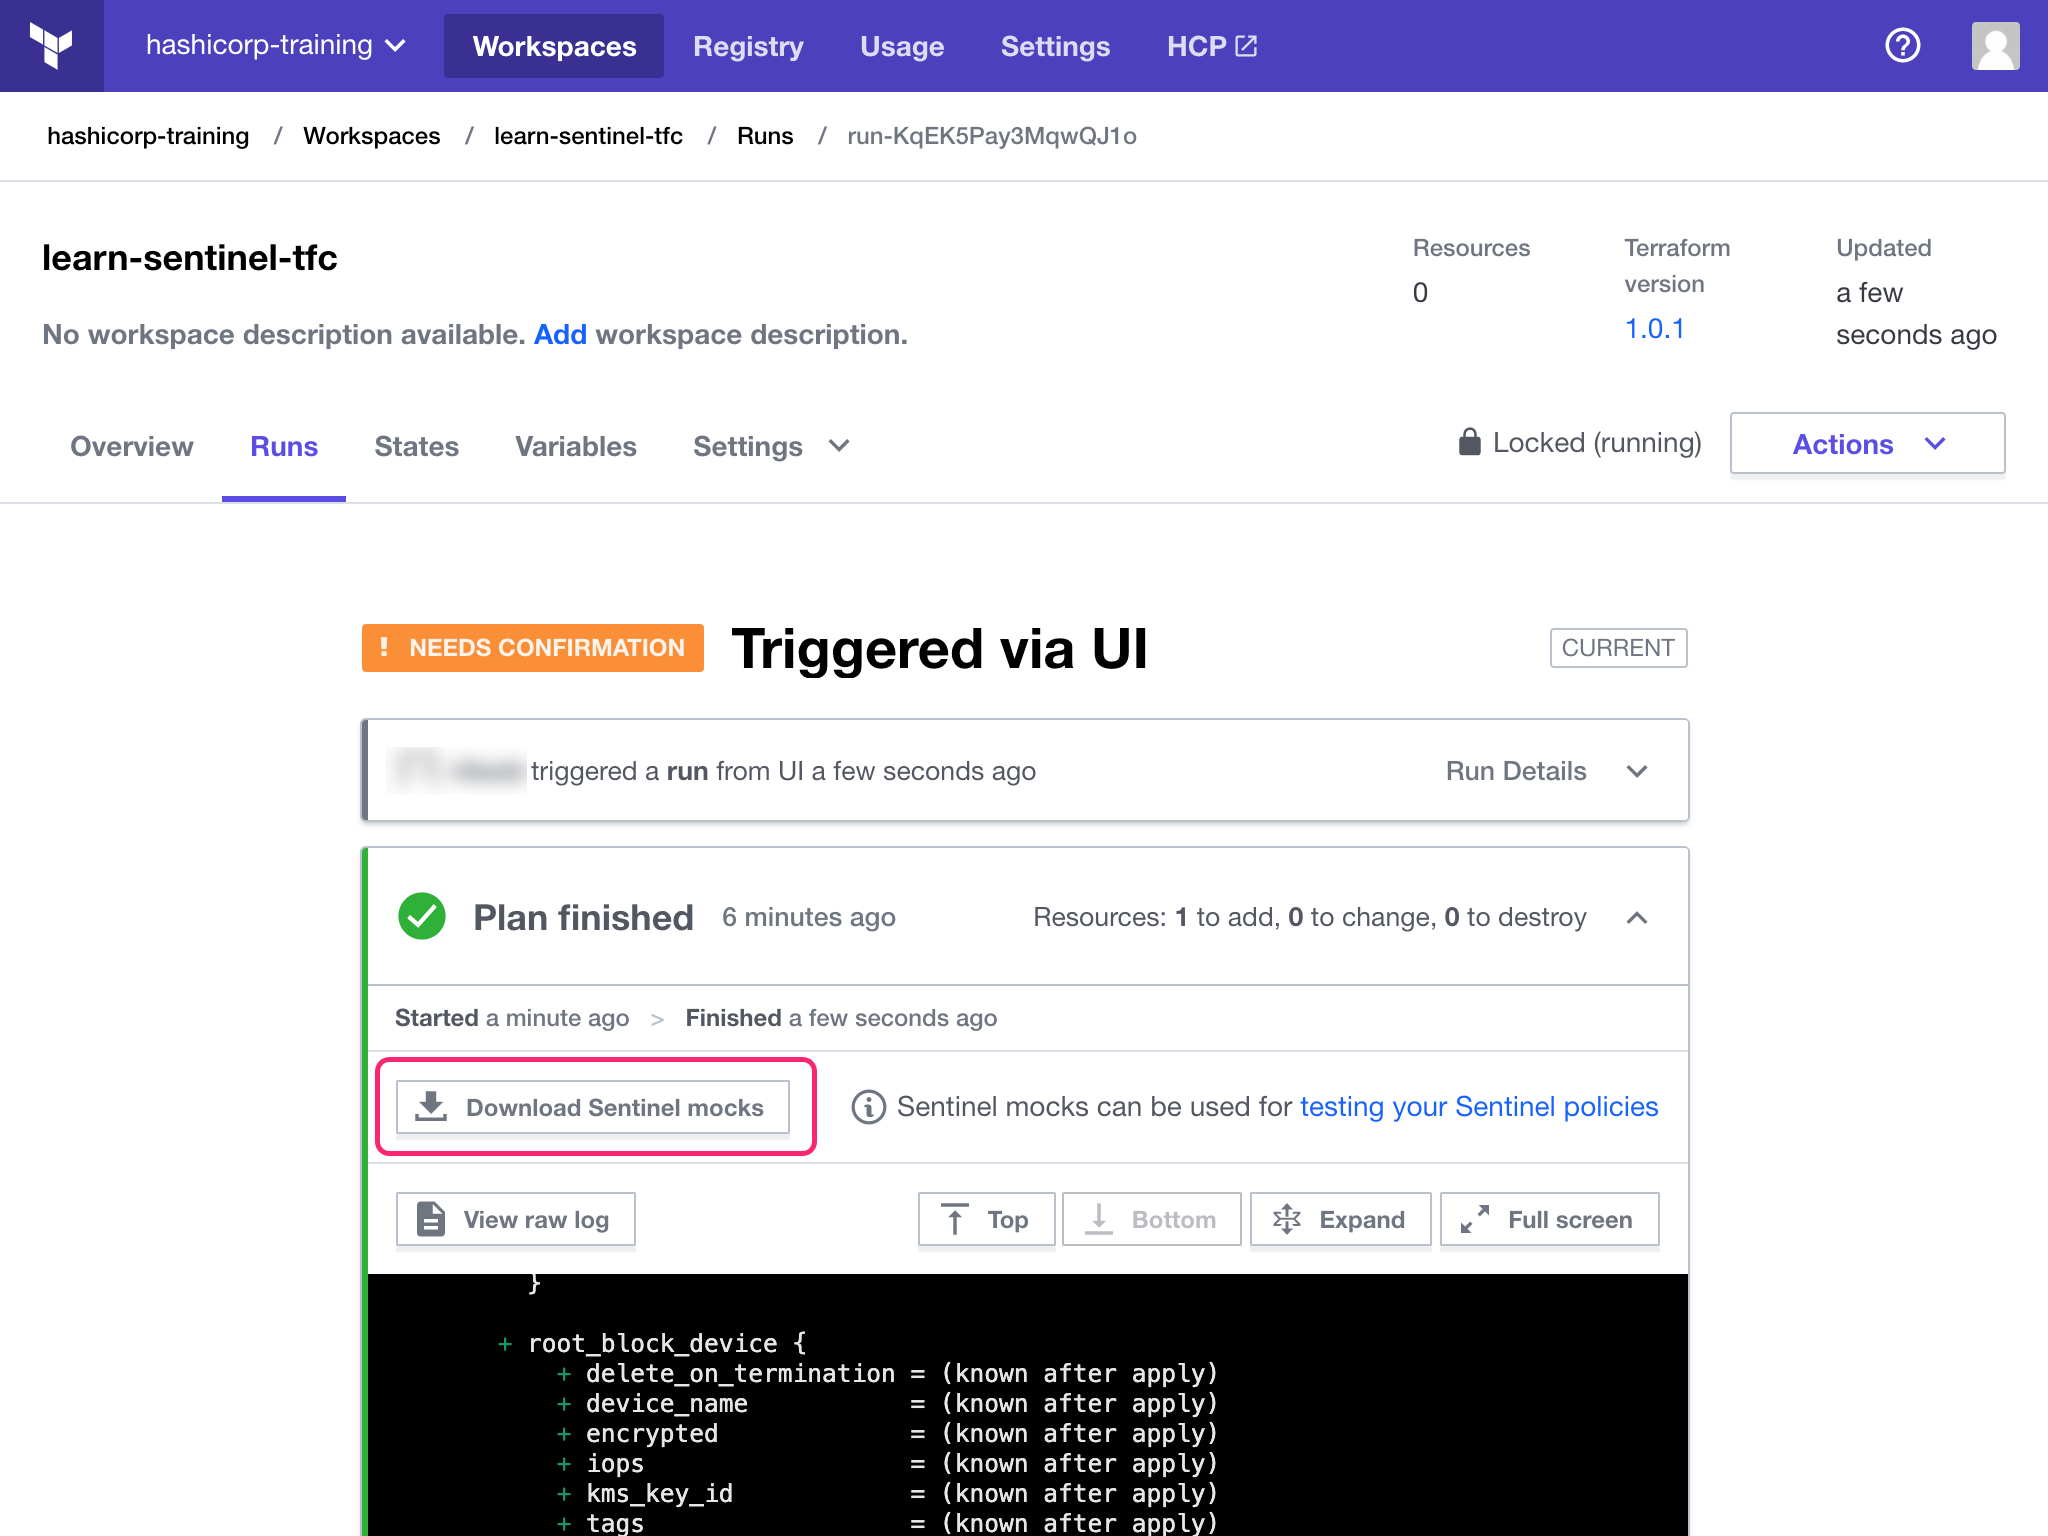 hashicorp-training Workspaces Registry Usage Settings HCP
hashicorp-training / Workspaces / learn-sentinel-tfc / Runs / run-KqEK5Pay3MqwQJ1o
learn-sentinel-tfc
No workspace description available. Add workspace description.
Resources
0
Terraform
version
1.0.1
Updated
a few
seconds ago
Overview Runs States Variables Settings
Locked (running) Actions
! NEEDS CONFIRMATION Triggered via UI CURRENT
triggered a run from UI a few seconds ago Run Details
Plan finished 6 minutes ago Resources: 1 to add, 0 to change, 0 to destroy
Started a minute ago > Finished a few seconds ago
Download Sentinel mocks Sentinel mocks can be used for testing your Sentinel policies
View raw log Top Bottom Expand Full screen
}
+ root_block_device {
+ delete_on_termination = (known after apply)
+ device_name = (known after apply)
+ encrypted = (known after apply)
+ iops = (known after apply)
+ kms_key_id = (known after apply)
+ tags = (known after apply)